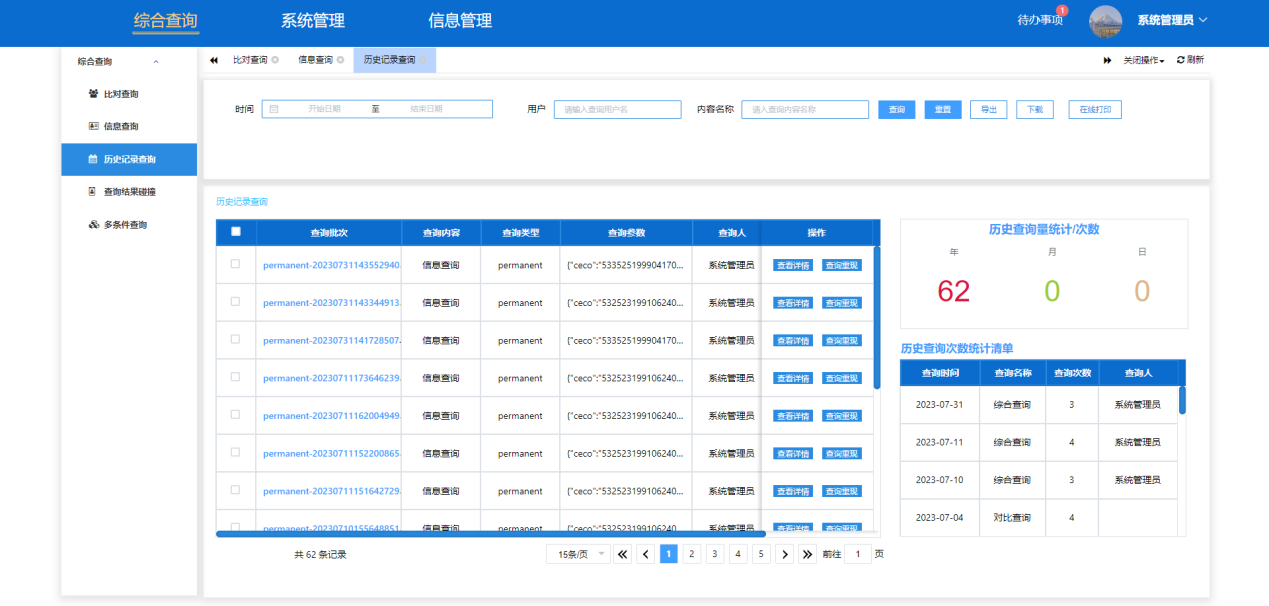 综合查询 系统管理 信息管理 待办事项 1 系统管理员
综合查询 比对查询 信息查询 历史记录查询 关闭操作 刷新
比对查询
信息查询
历史记录查询
查询结果碰撞
多条件查询
时间 开始日期 至 结束日期 用户 请输入查询用户名 内容名称 请入查询内容名称 查询 重置 导出 下载 在线打印
历史记录查询
查询批次 查询内容 查询类型 查询参数 查询人 操作
permanent-20230731143552940. 信息查询 permanent {"ceco":"533525199904170... 系统管理员 查看详情 查询重现
permanent-20230731143344913. 信息查询 permanent {"ceco":"532523199106240... 系统管理员 查看详情 查询重现
permanent-20230731141728507. 信息查询 permanent {"ceco":"533525199904170... 系统管理员 查看详情 查询重现
permanent-20230711173646239. 信息查询 permanent {"ceco":"532523199106240... 系统管理员 查看详情 查询重现
permanent-20230711162004949. 信息查询 permanent {"ceco":"532523199106240... 系统管理员 查看详情 查询重现
permanent-20230711152200865. 信息查询 permanent {"ceco":"532523199106240... 系统管理员 查看详情 查询重现
permanent-20230711151642729. 信息查询 permanent {"ceco":"532523199106240... 系统管理员 查看详情 查询重现
permanent-20230710155648851. 信息查询 permanent {"ceco":"532523199106240... 系统管理员 查看详情 查询重现
共 62 条记录 15条/页 1 2 3 4 5 前往 1 页
历史查询量统计/次数
年 月 日
62 0 0
历史查询次数统计清单
查询时间 查询名称 查询次数 查询人
2023-07-31 综合查询 3 系统管理员
2023-07-11 综合查询 4 系统管理员
2023-07-10 综合查询 3 系统管理员
2023-07-04 对比查询 4